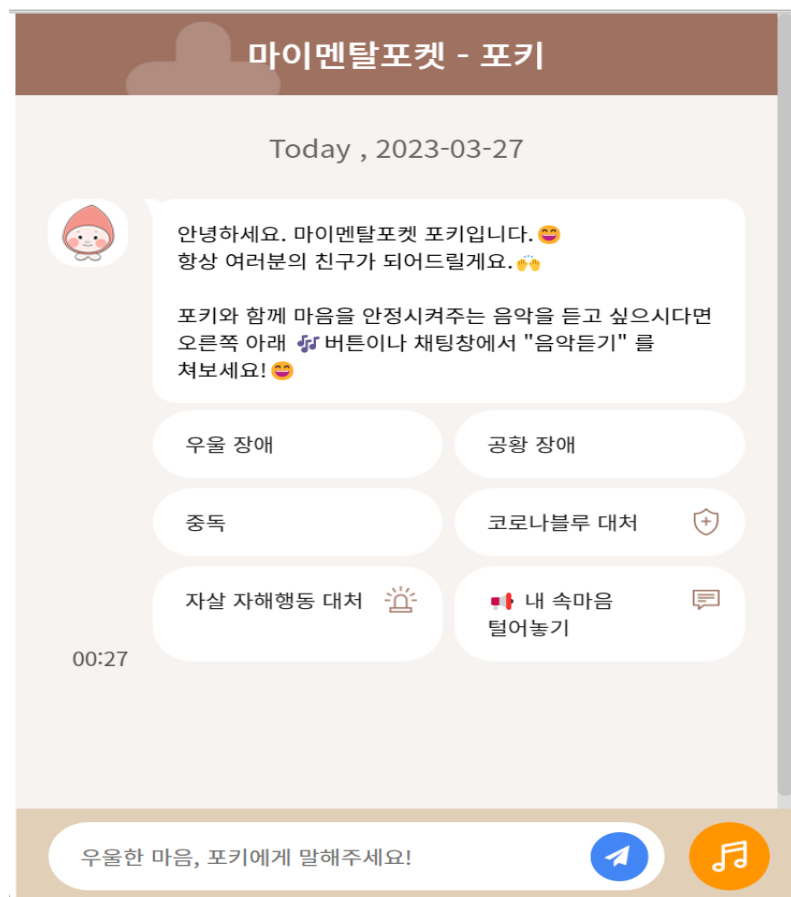 마이멘탈포켓 - 포키
Today , 2023-03-27
안녕하세요. 마이멘탈포켓 포키입니다.😄
항상 여러분의 친구가 되어드릴게요.🙌
포키와 함께 마음을 안정시켜주는 음악을 듣고 싶으시다면
오른쪽 아래 🎶 버튼이나 채팅창에서 "음악듣기" 를
쳐보세요!😄
우울 장애
공황 장애
중독
코로나블루 대처
자살 자해행동 대처
📢 내 속마음
털어놓기
00:27
우울한 마음, 포키에게 말해주세요!